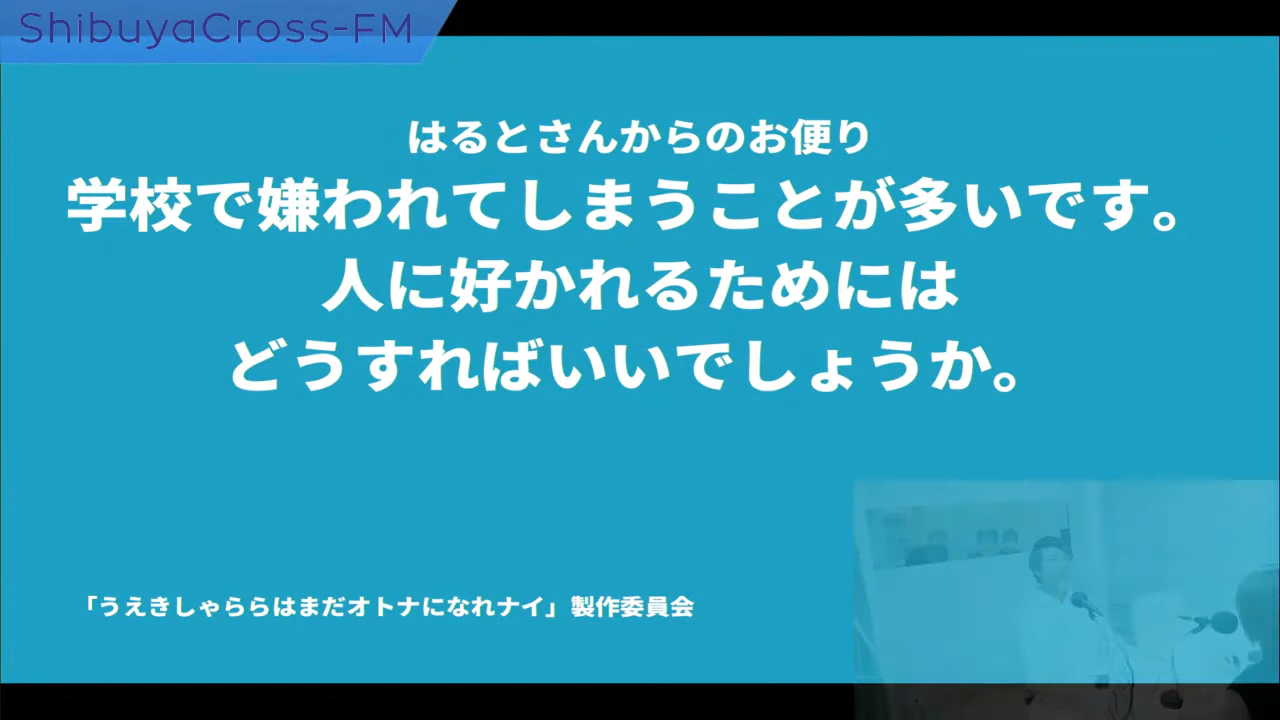 ShibuyaCross-FM
はるとさんからのお便り
学校で嫌われてしまうことが多いです。
人に好かれるためには
どうすればいいでしょうか。
「うえきしゃららはまだオトナになれナイ」製作委員会